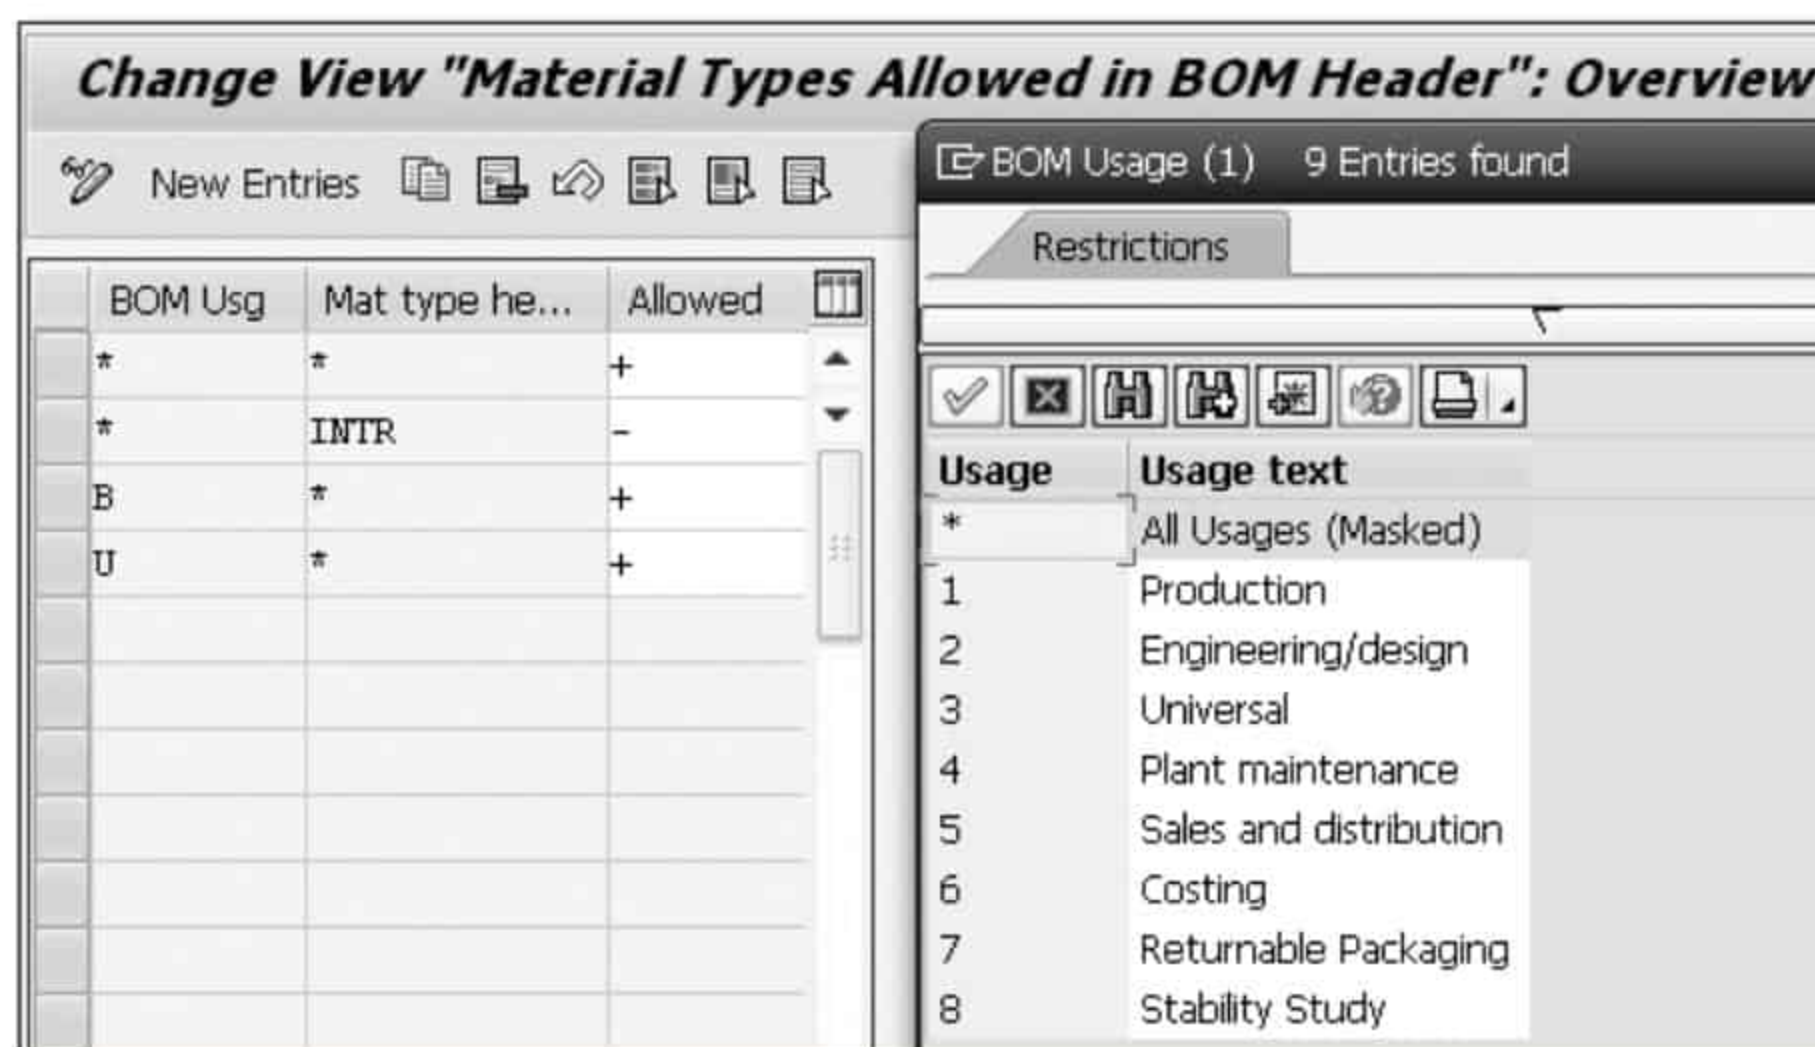 Change View "Material Types Allowed in BOM Header": Overview
New Entries
BOM Usg Mat type he... Allowed
* * +
* INTR -
B * +
U * +
BOM Usage (1) 9 Entries found
Restrictions
Usage Usage text
* All Usages (Masked)
1 Production
2 Engineering/design
3 Universal
4 Plant maintenance
5 Sales and distribution
6 Costing
7 Returnable Packaging
8 Stability Study